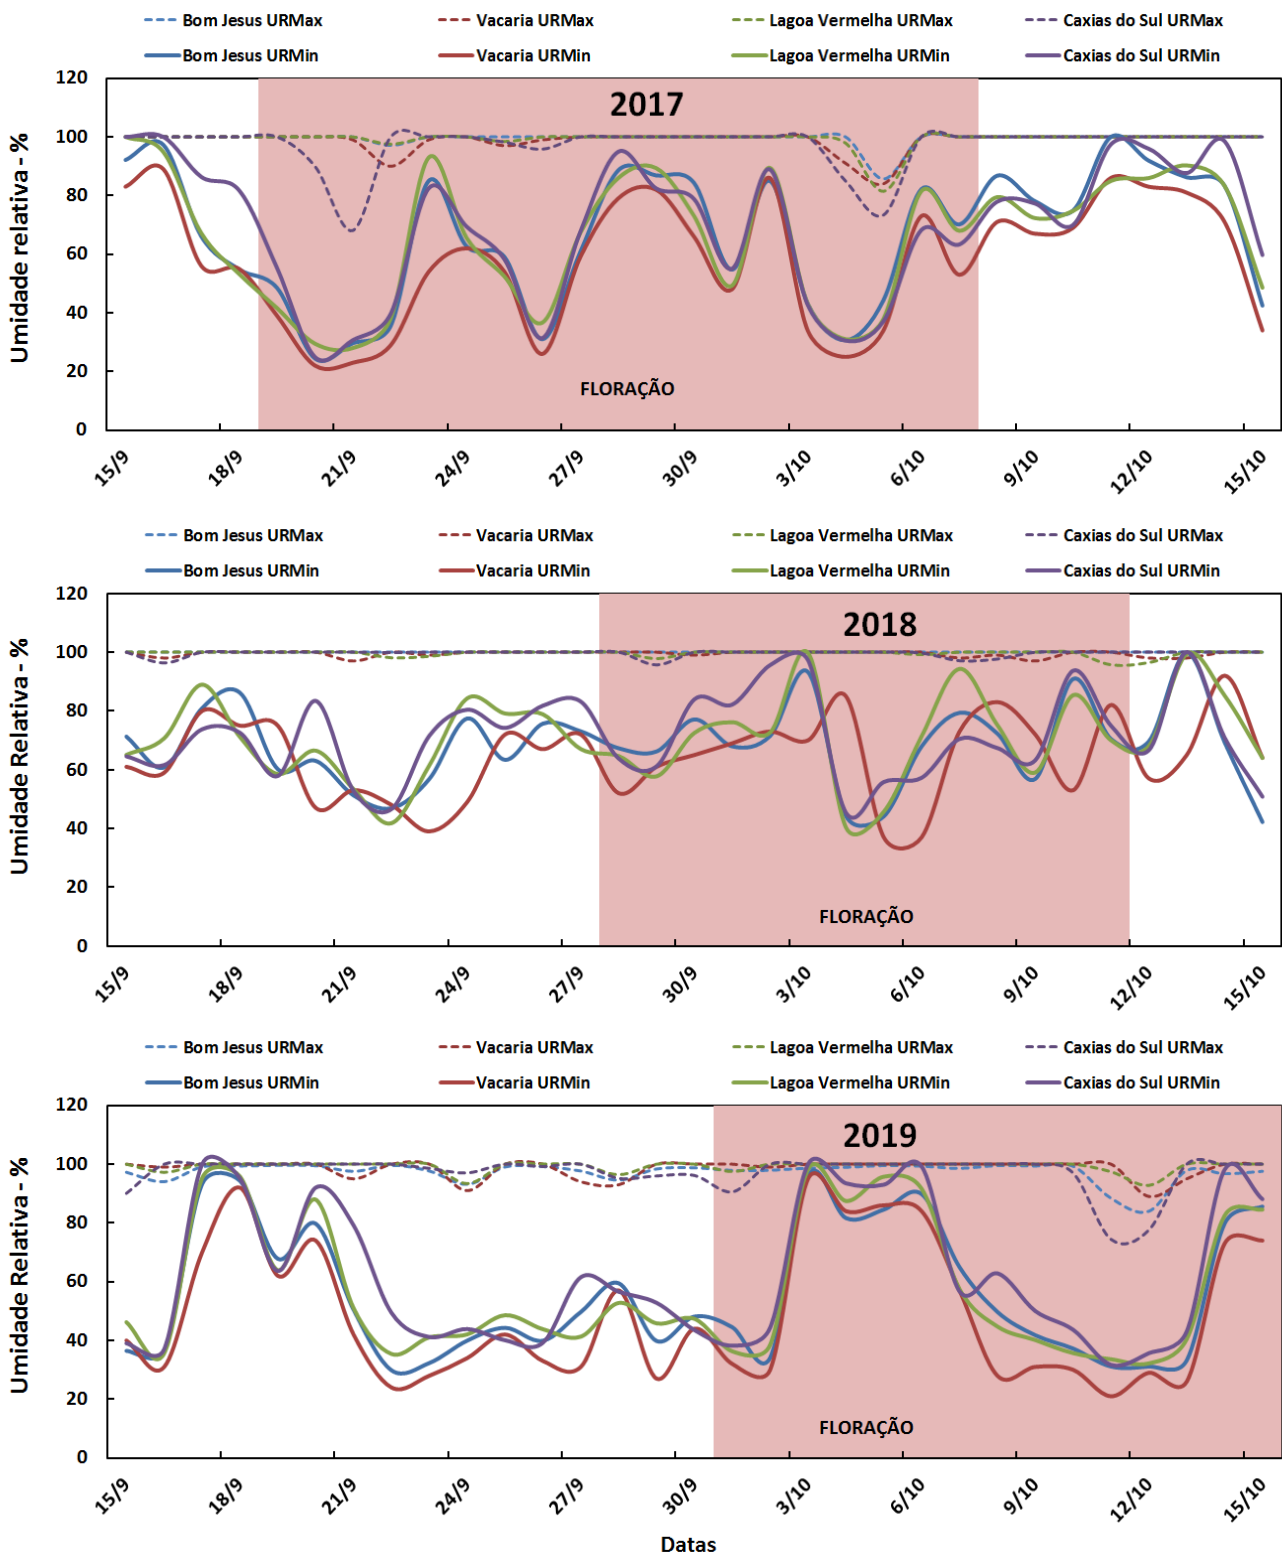 Bom Jesus URMax Vacaria URMax Lagoa Vermelha URMax Caxias do Sul URMax
Bom Jesus URMin Vacaria URMin Lagoa Vermelha URMin Caxias do Sul URMin
Umidade relativa - %
120
100
80
60
40
20
0
2017
FLORAÇÃO
15/9 18/9 21/9 24/9 27/9 30/9 3/10 6/10 9/10 12/10 15/10
Bom Jesus URMax Vacaria URMax Lagoa Vermelha URMax Caxias do Sul URMax
Bom Jesus URMin Vacaria URMin Lagoa Vermelha URMin Caxias do Sul URMin
Umidade Relativa - %
120
100
80
60
40
20
0
2018
FLORAÇÃO
15/9 18/9 21/9 24/9 27/9 30/9 3/10 6/10 9/10 12/10 15/10
Bom Jesus URMax Vacaria URMax Lagoa Vermelha URMax Caxias do Sul URMax
Bom Jesus URMin Vacaria URMin Lagoa Vermelha URMin Caxias do Sul URMin
Umidade Relativa - %
120
100
80
60
40
20
0
2019
FLORAÇÃO
15/9 18/9 21/9 24/9 27/9 30/9 3/10 6/10 9/10 12/10 15/10
Datas